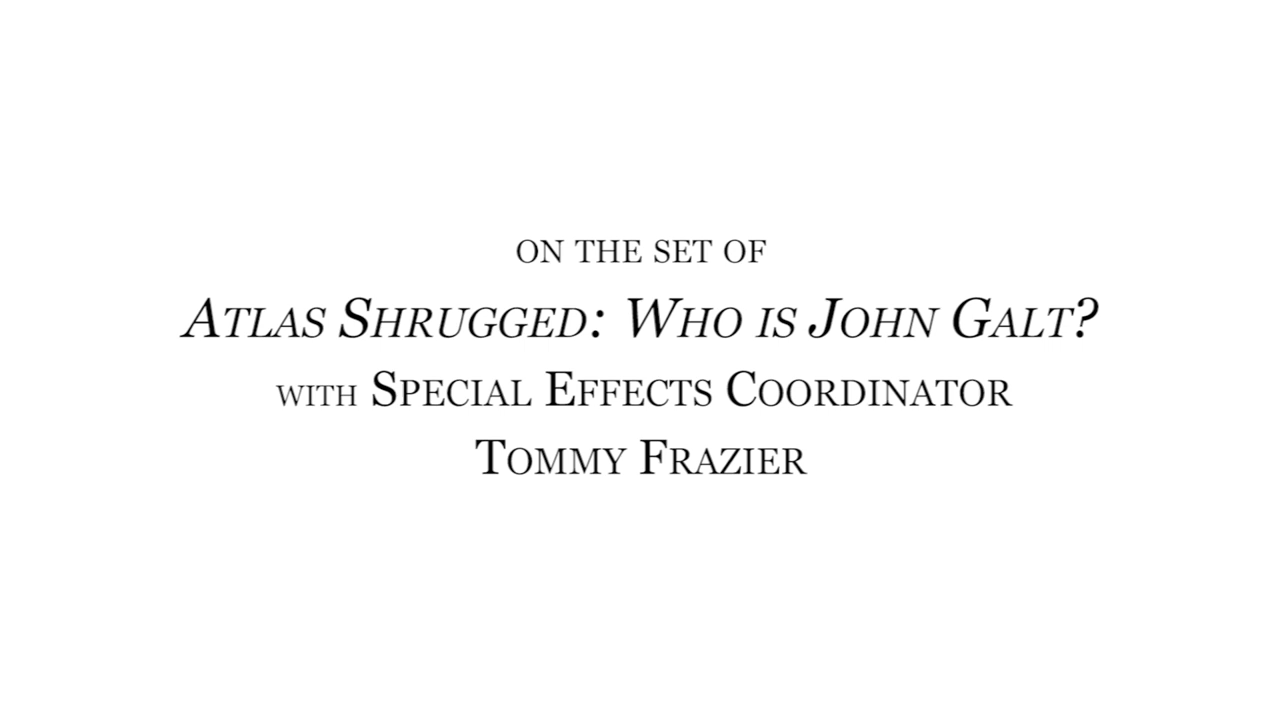 ON THE SET OF
ATLAS SHRUGGED: WHO IS JOHN GALT?
WITH SPECIAL EFFECTS COORDINATOR
TOMMY FRAZIER